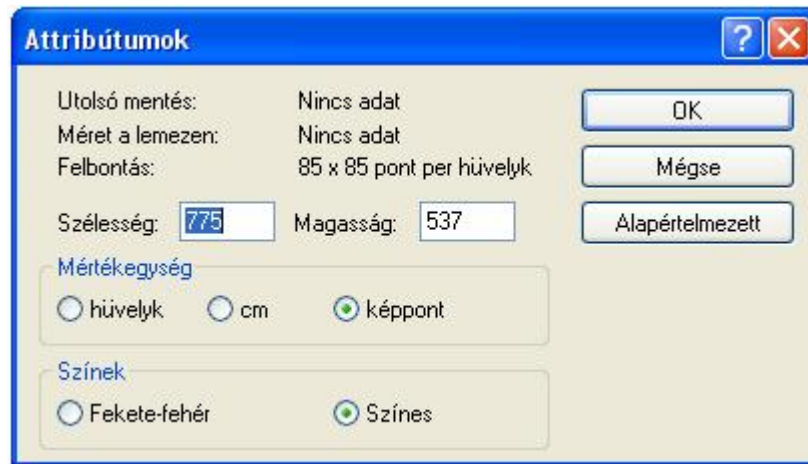 Attribútumok
Utolsó mentés: Nincs adat
Méret a lemezen: Nincs adat
Felbontás: 85 x 85 pont per hüvelyk
Szélesség: 775 Magasság: 537
Mértékegység
hüvelyk cm képpont
Színek
Fekete-fehér Színes
OK
Mégse
Alapértelmezett